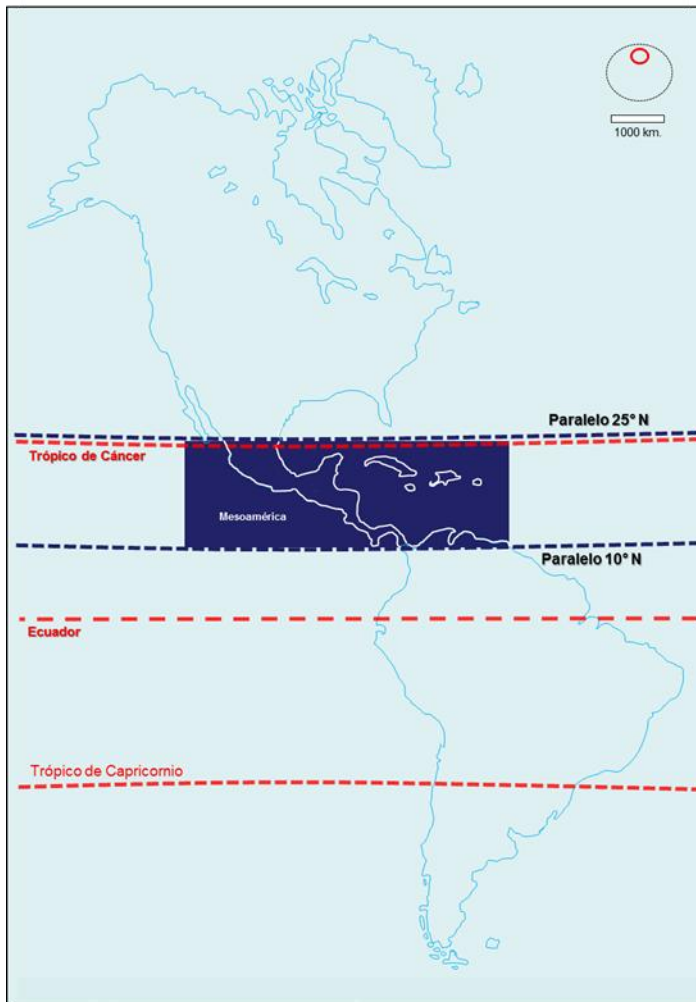 1000 km.
Paralelo 25° N
Trópico de Cáncer
Mesoamérica
Paralelo 10° N
Ecuador
Trópico de Capricornio